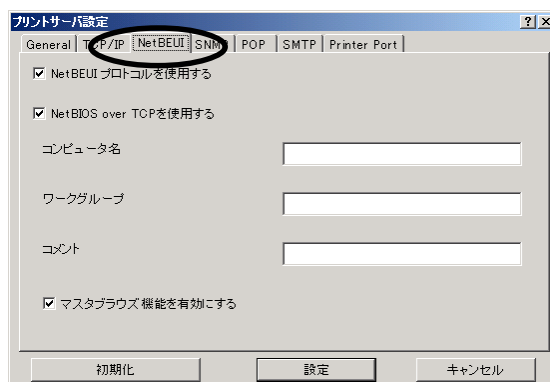 プリントサーバ設定
General TCP/IP NetBEUI SNMP POP SMTP Printer Port
NetBEUI プロトコルを使用する
NetBIOS over TCPを使用する
コンピュータ名
ワークグループ
コメント
マスタブラウズ機能を有効にする
初期化 設定 キャンセル